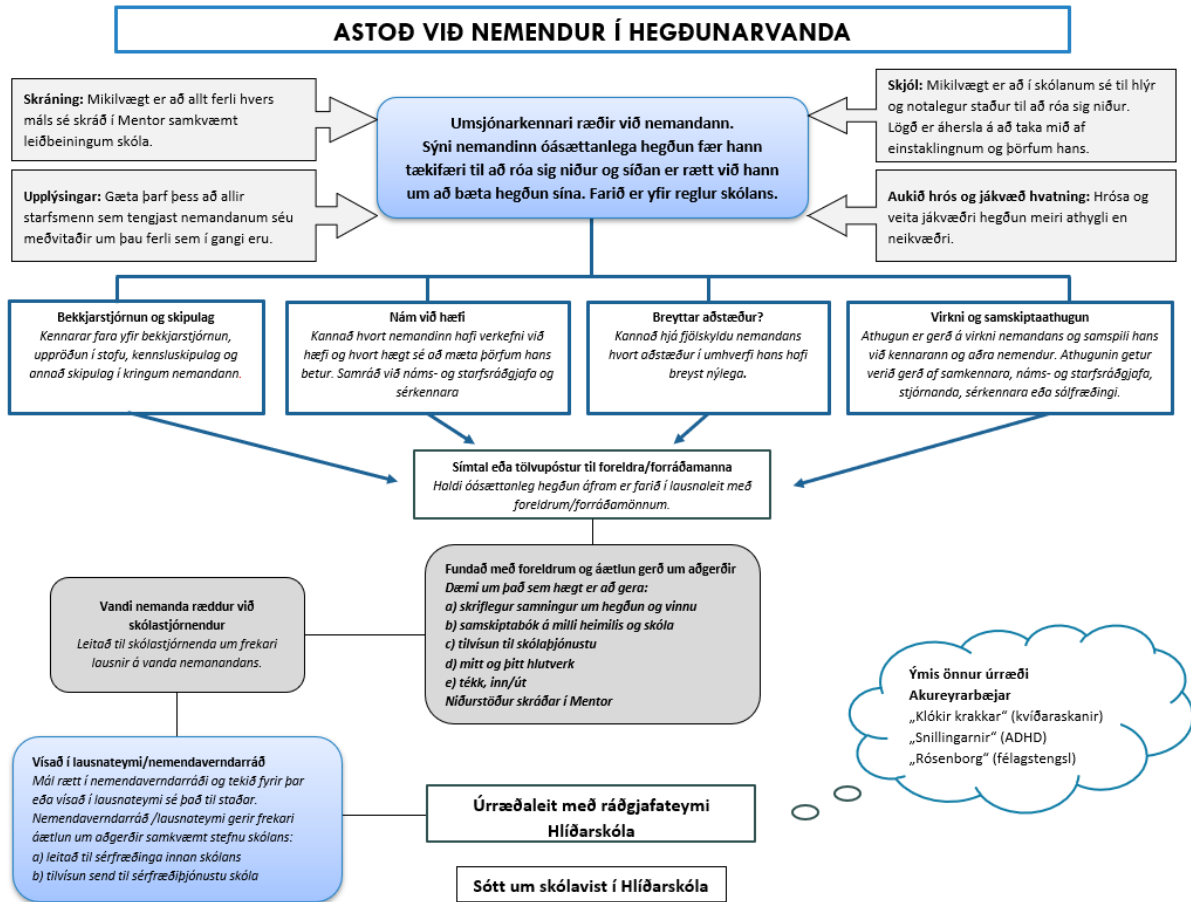 ASTOÐ VIÐ NEMENDUR Í HEGÐUNARVANDA
Skráning: Mikilvægt er að allt ferli hvers
máls sé skráð í Mentor samkvæmt
leiðbeiningum skóla.
Upplýsingar: Gæta þarf þess að allir
starfsmenn sem tengjast nemandanum séu
meðvitaðir um þau ferli sem í gangi eru.
Umsjónarkennari ræðir við nemandann.
Sýni nemandinn óásættanlega hegðun fær hann
tækifæri til að róa sig niður og síðan er rætt við hann
um að bæta hegðun sína. Farið er yfir reglur skólans.
Skjól: Mikilvægt er að í skólanum sé til hlýr
og notalegur staður til að róa sig niður.
Lögð er áhersla á að taka mið af
einstaklingnum og þörfum hans.
Aukið hrós og jákvæð hvatning: Hrósa og
veita jákvæðri hegðun meiri athygli en
neikvæðri.
Bekkjarstjórnun og skipulag
Kennarar fara yfir bekkjarstjórnun,
uppröðun í stofu, kennsluskipulag og
annað skipulag í kringum nemandann.
Nám við hæfi
Kannað hvort nemandinn hafi verkefni við
hæfi og hvort hægt sé að mæta þörfum hans
betur. Samráð við náms- og starfsráðgjafa og
sérkennara
Breyttar aðstæður?
Kannað hjá fjölskyldu nemandans
hvort aðstæður í umhverfi hans hafi
breyst nýlega.
Virkni og samskiptaathugun
Athugun er gerð á virkni nemandans og samspili hans
við kennarann og aðra nemendur. Athugunin getur
verið gerð af samkennara, náms- og starfsráðgjafa,
stjórnanda, sérkennara eða sálfræðingi.
Símtal eða tölvupóstur til foreldra/forráðamanna
Haldi óásættanleg hegðun áfram er farið í lausnaleit með
foreldrum/forráðamönnum.
Fundað með foreldrum og áætlun gerð um aðgerðir
Dæmi um það sem hægt er að gera:
a) skriflegur samningur um hegðun og vinnu
b) samskiptabók á milli heimilis og skóla
c) tilvísun til skólaþjónustu
d) mitt og þitt hlutverk
e) tékk, inn/út
Niðurstöður skráðar í Mentor
Vandi nemanda ræddur við
skólastjórnendur
Leitað til skólastjórnenda um frekari
lausnir á vanda nemanandans.
Vísað í lausnateymi/nemendaverndarráð
Mál rætt í nemendaverndarráði og tekið fyrir þar
eða vísað í lausnateymi sé það til staðar.
Nemendaverndarráð /lausnateymi gerir frekari
áætlun um aðgerðir samkvæmt stefnu skólans:
a) leitað til sérfræðinga innan skólans
b) tilvísun send til sérfræðiþjónustu skóla
Úrræðaleit með ráðgjafateymi
Hlíðarskóla
Sótt um skólavist í Hlíðarskóla
Ýmis önnur úrræði
Akureyrarbæjar
„Klókir krakkar“ (kvíðaraskanir)
„Snillingarnir“ (ADHD)
„Rósenborg“ (félagstengsl)